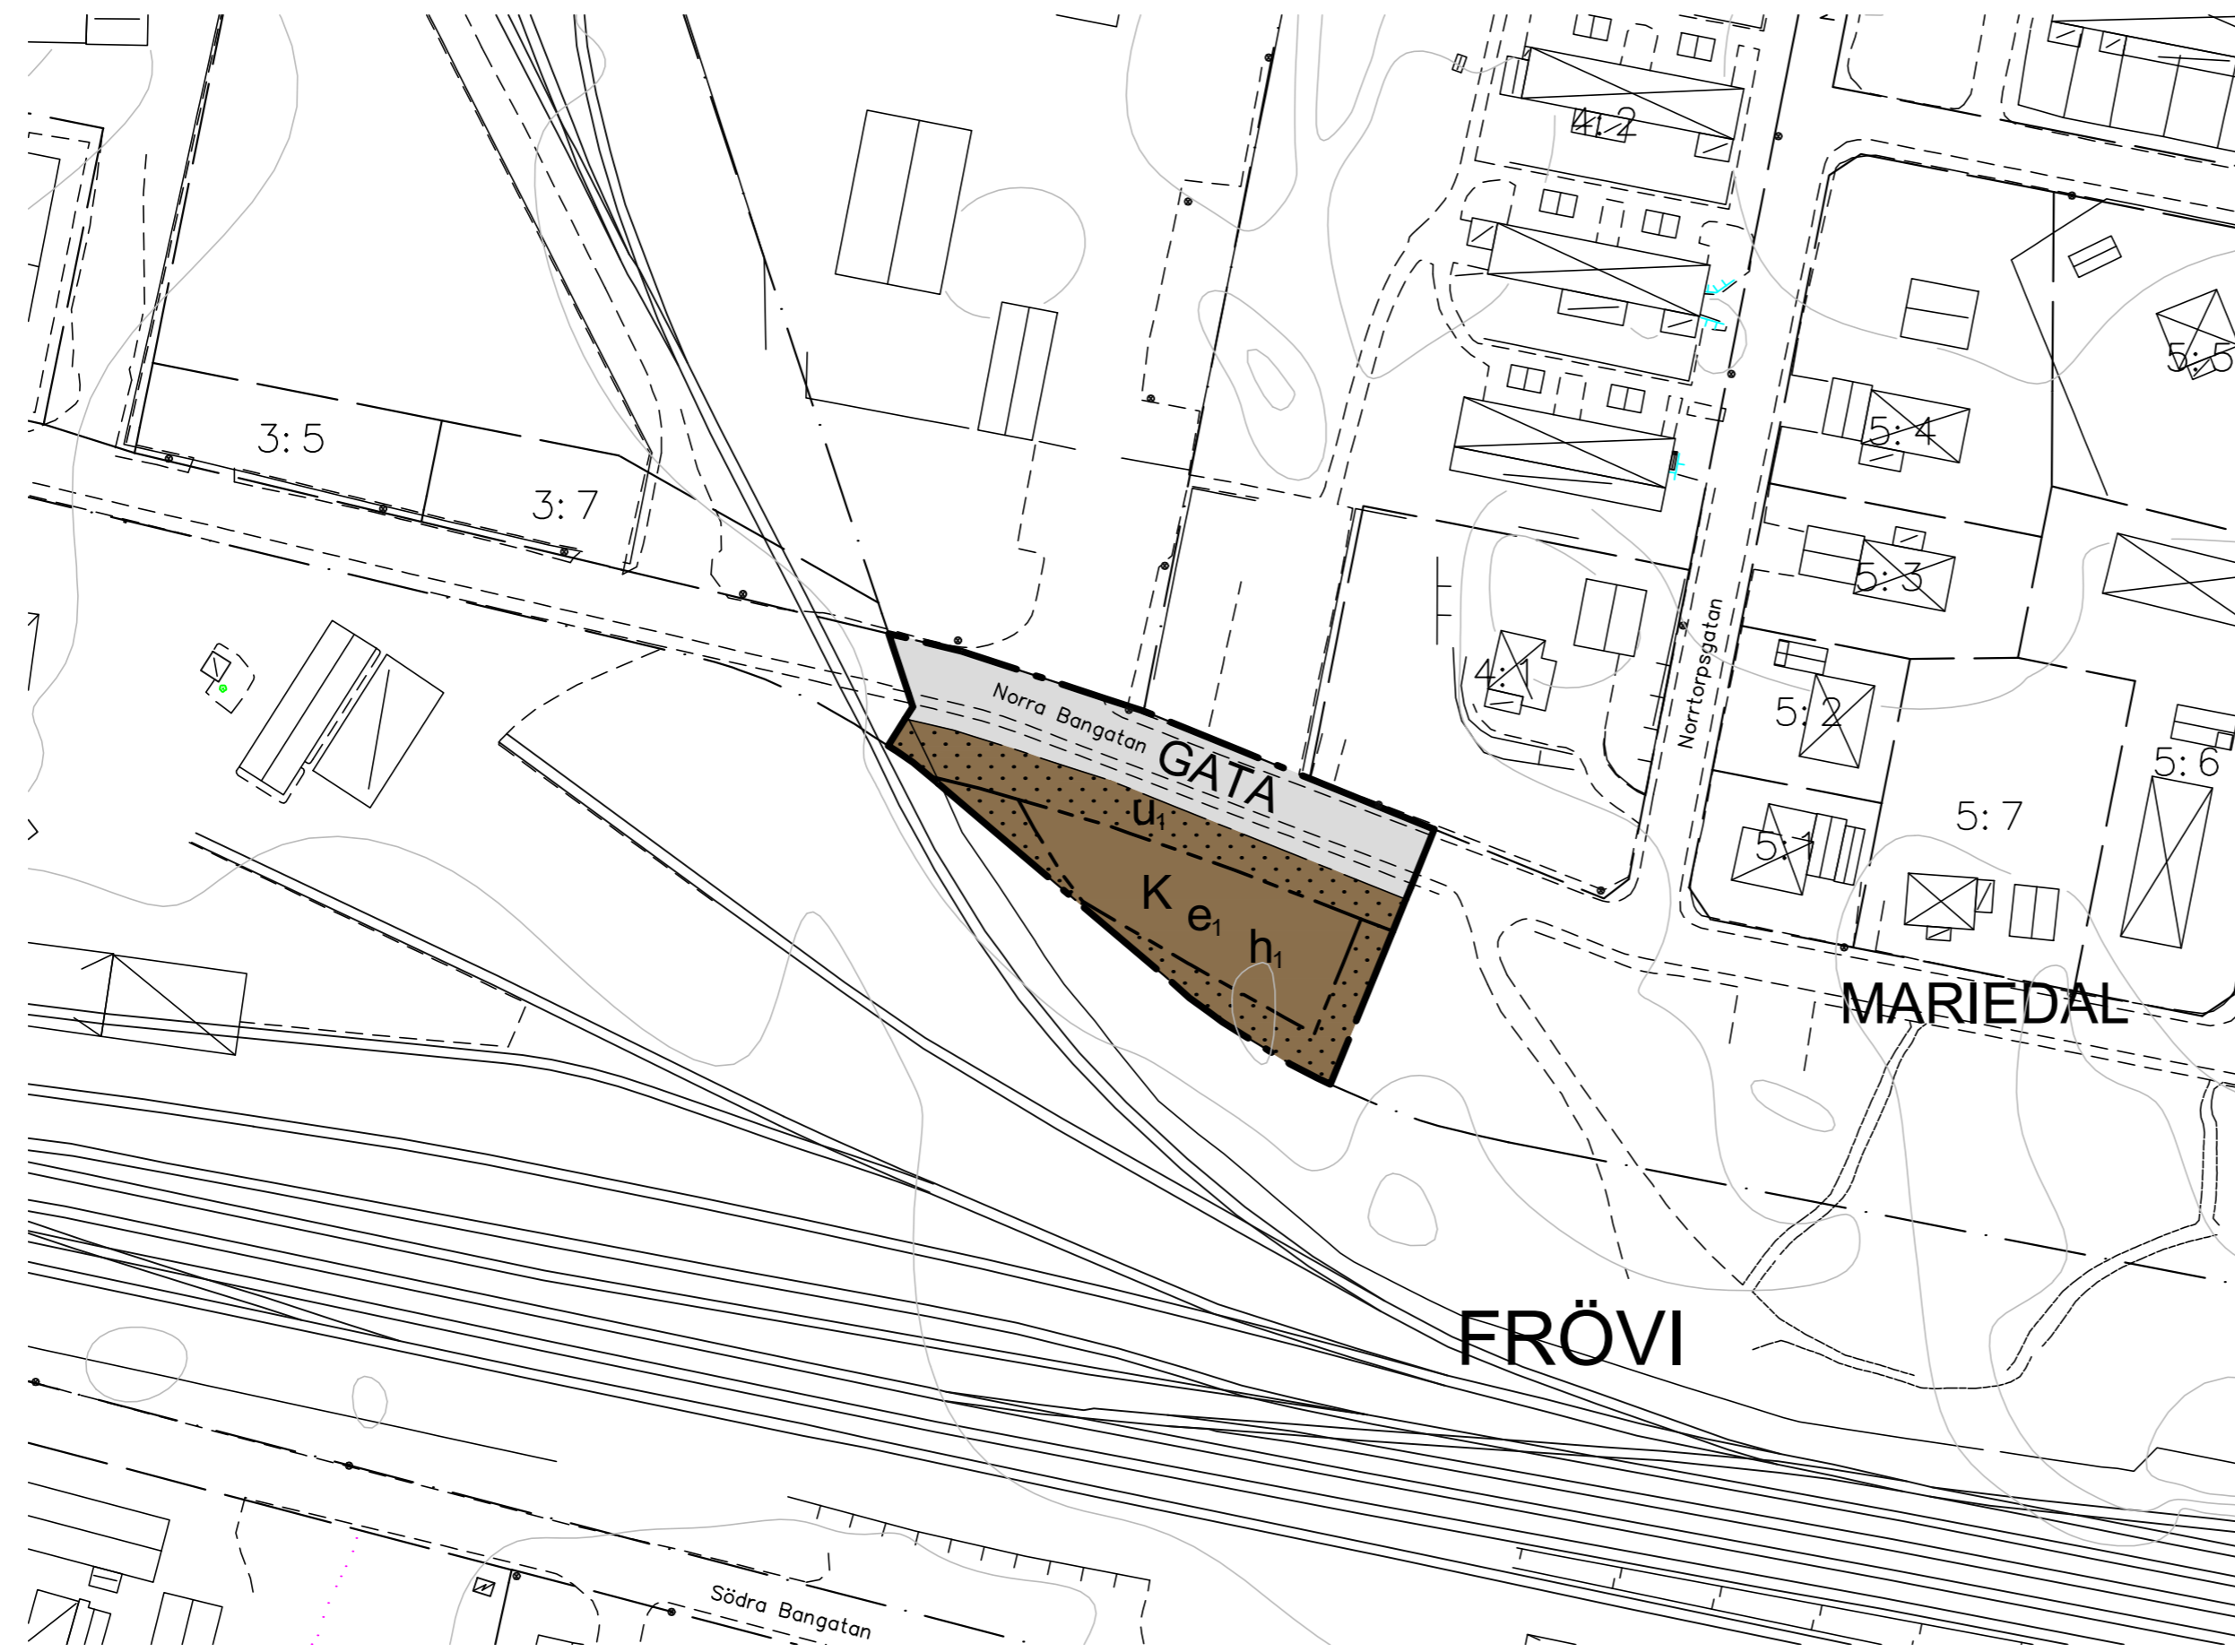 4:2
5:5
3:5
5:4
3:7
5:3
Norrtorpsgatan
4:1
Norra Bangatan
5:2
GATA
5:6
u1
5:7
5:1
K
e1
h1
MARIEDAL
FRÖVI
Södra Bangatan